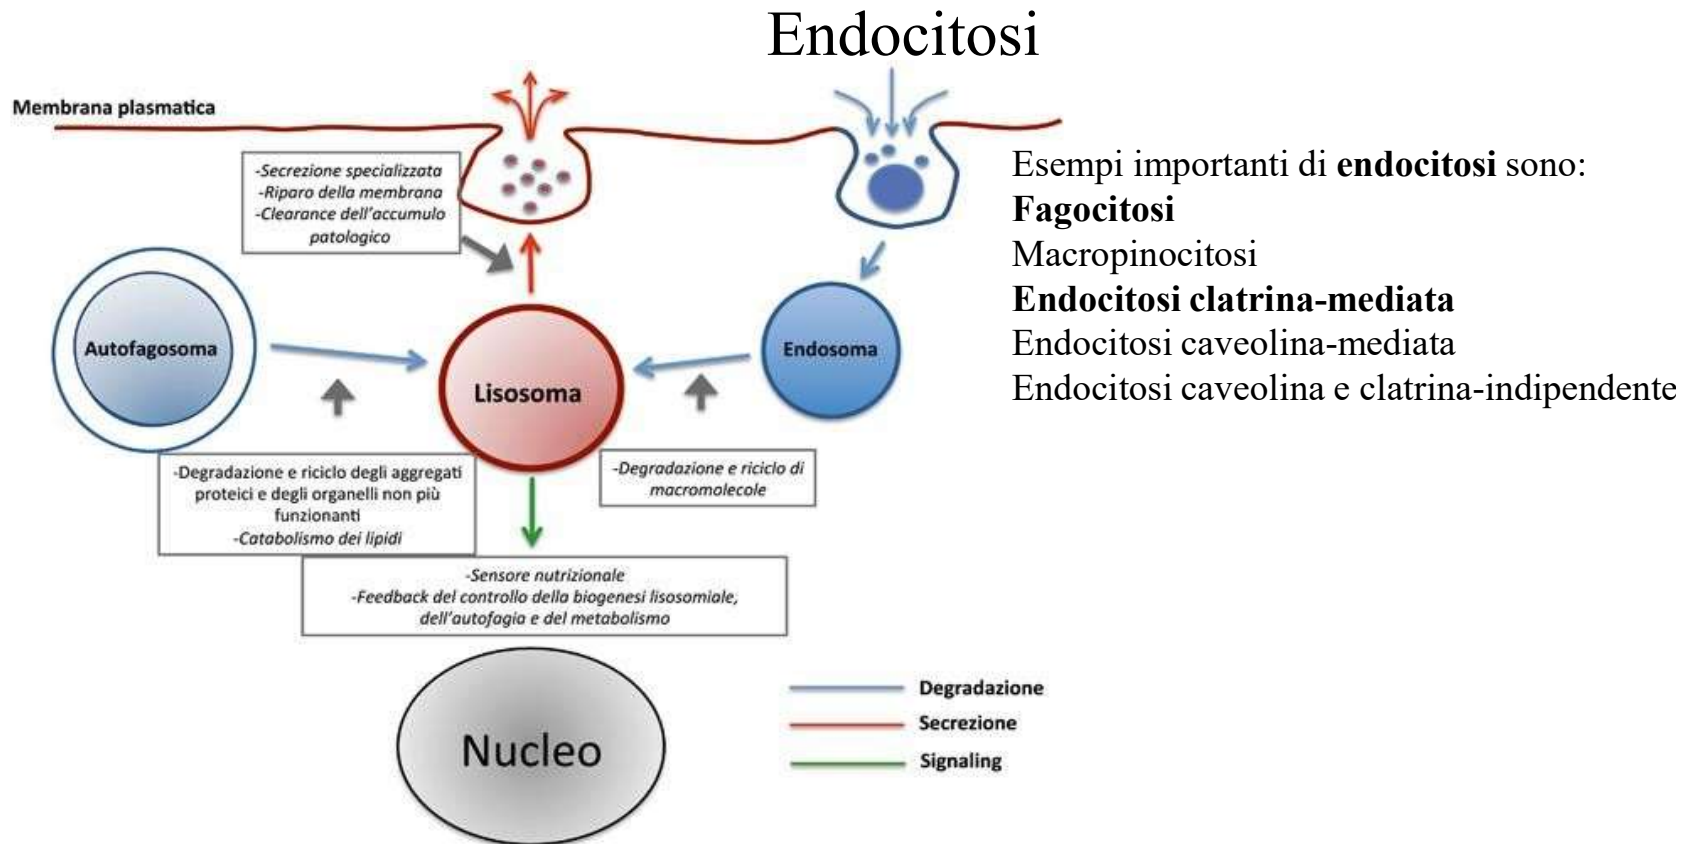 Endocitosi
Membrana plasmatica
-Secrezione specializzata
-Riparo della membrana
-Clearance dell'accumulo
patologico
Esempi importanti di endocitosi sono:
Fagocitosi
Macropinocitosi
Endocitosi clatrina-mediata
Endocitosi caveolina-mediata
Endocitosi caveolina e clatrina-indipendente
Autofagosoma
Lisosoma
Endosoma
-Degradazione e riciclo degli aggregati
proteici e degli organelli non più
funzionanti
-Catabolismo dei lipidi
-Degradazione e riciclo di
macromolecole
-Sensore nutrizionale
-Feedback del controllo della biogenesi lisosomiale,
dell'autofagia e del metabolismo
Nucleo
Degradazione
Secrezione
Signaling